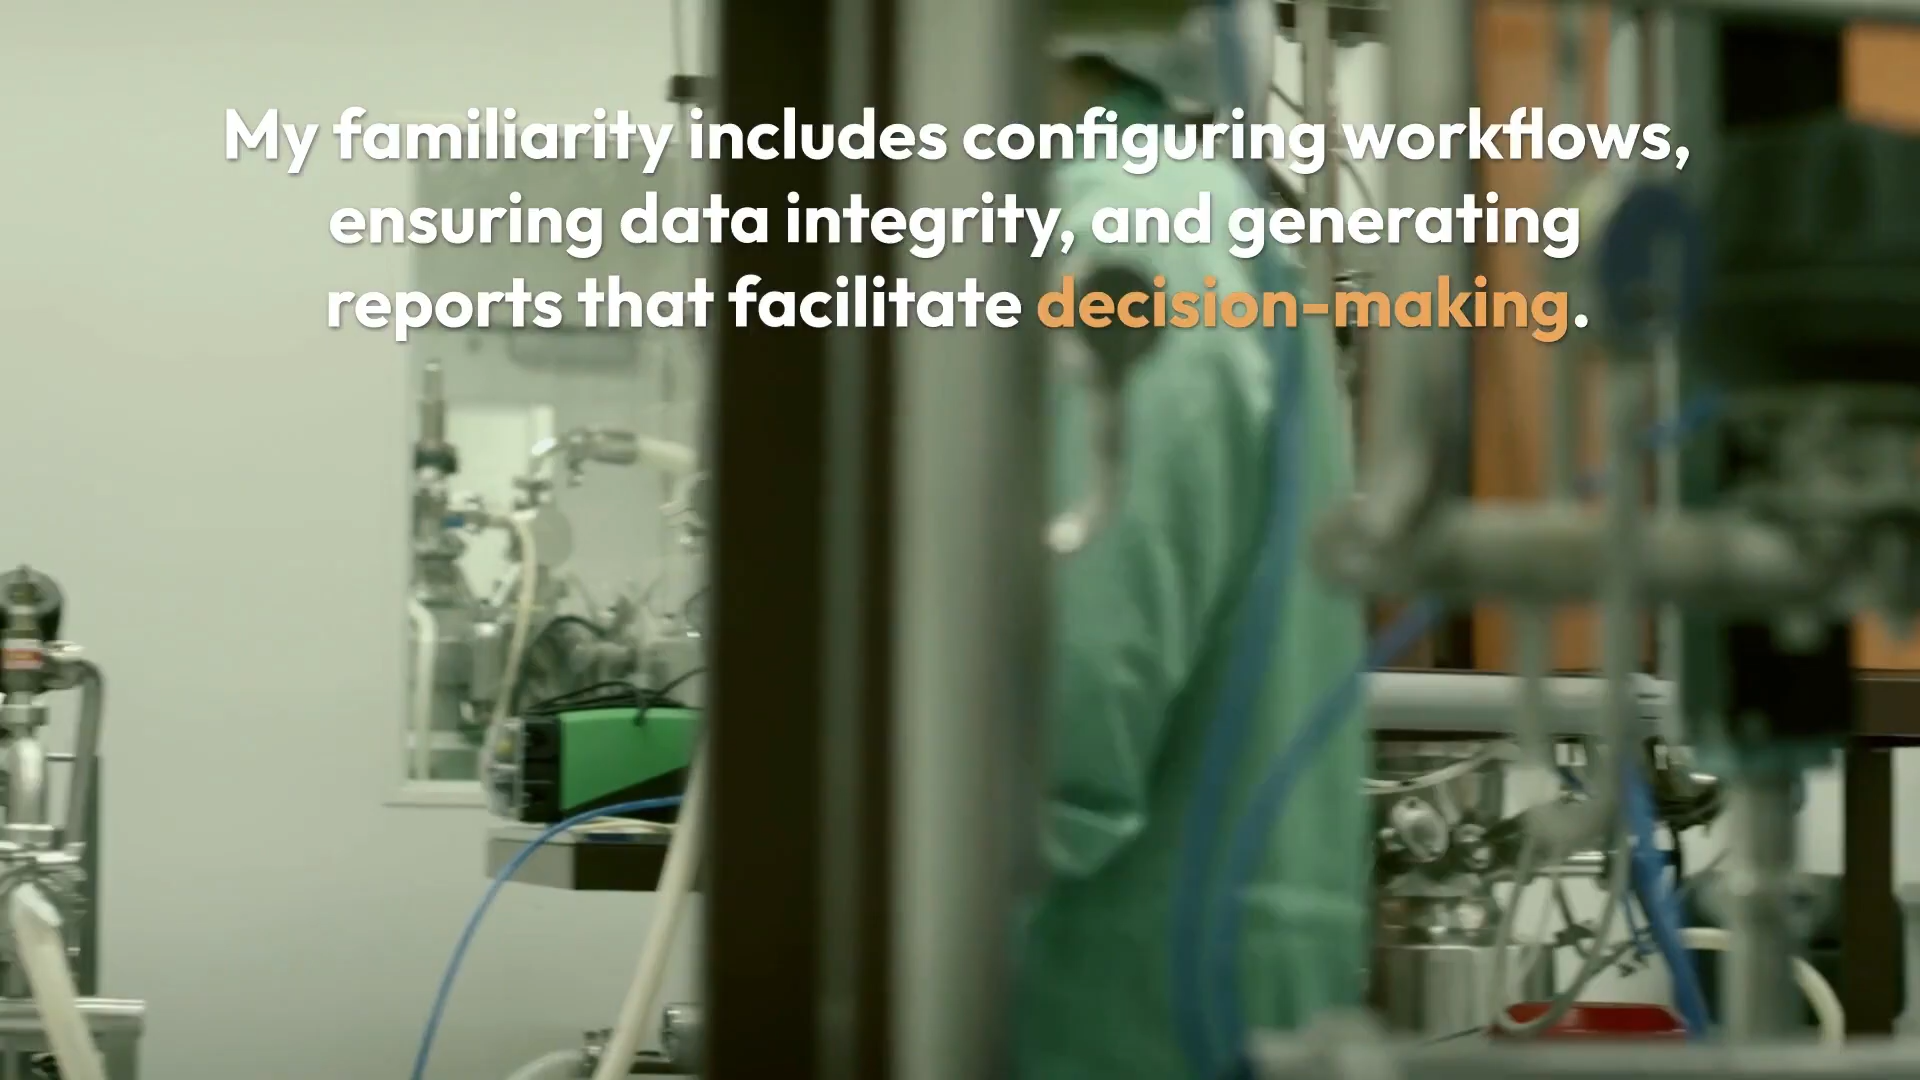 My familiarity includes configuring workflows,
ensuring data integrity, and generating
reports that facilitate decision-making.